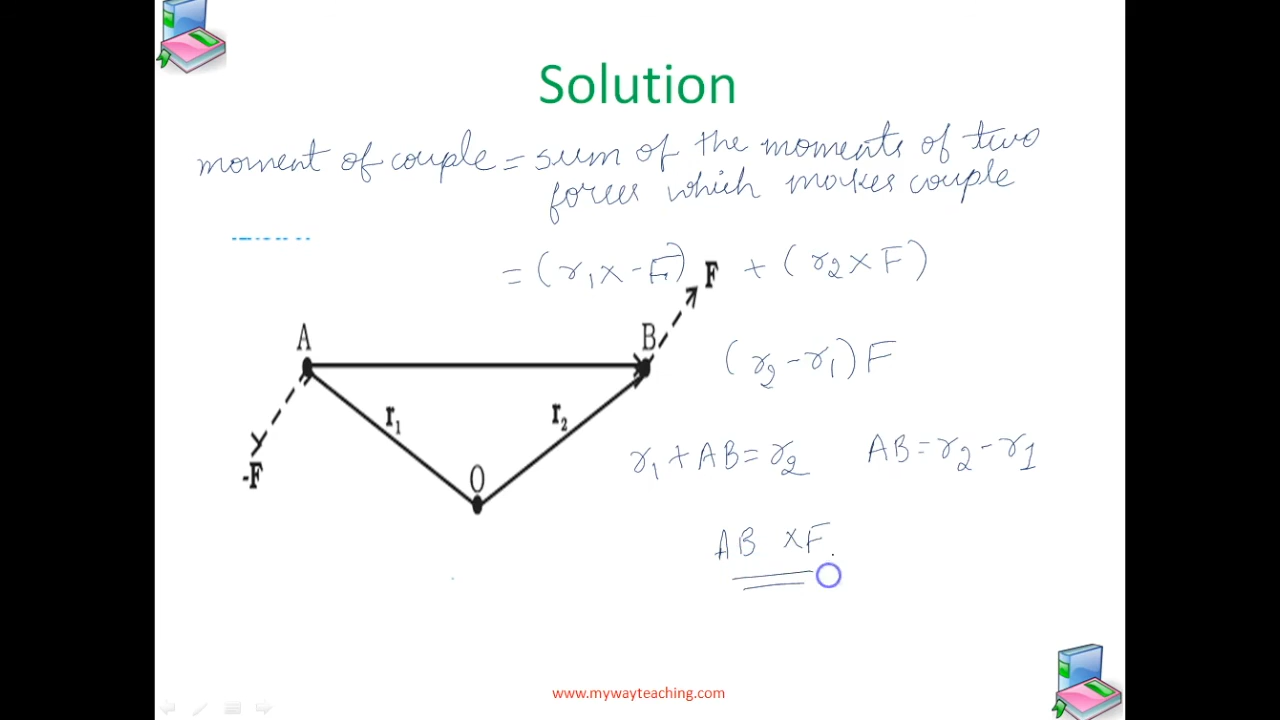 Solution
moment of couple = sum of the moments of two
forces which makes couple
= (r₁ x - F) + (r₂ x F)
F
A
B
(r₂ - r₁) F
r₁
r₂
r₁ + AB = r₂ AB = r₂ - r₁
-F
O
AB x F.
www.mywayteaching.com